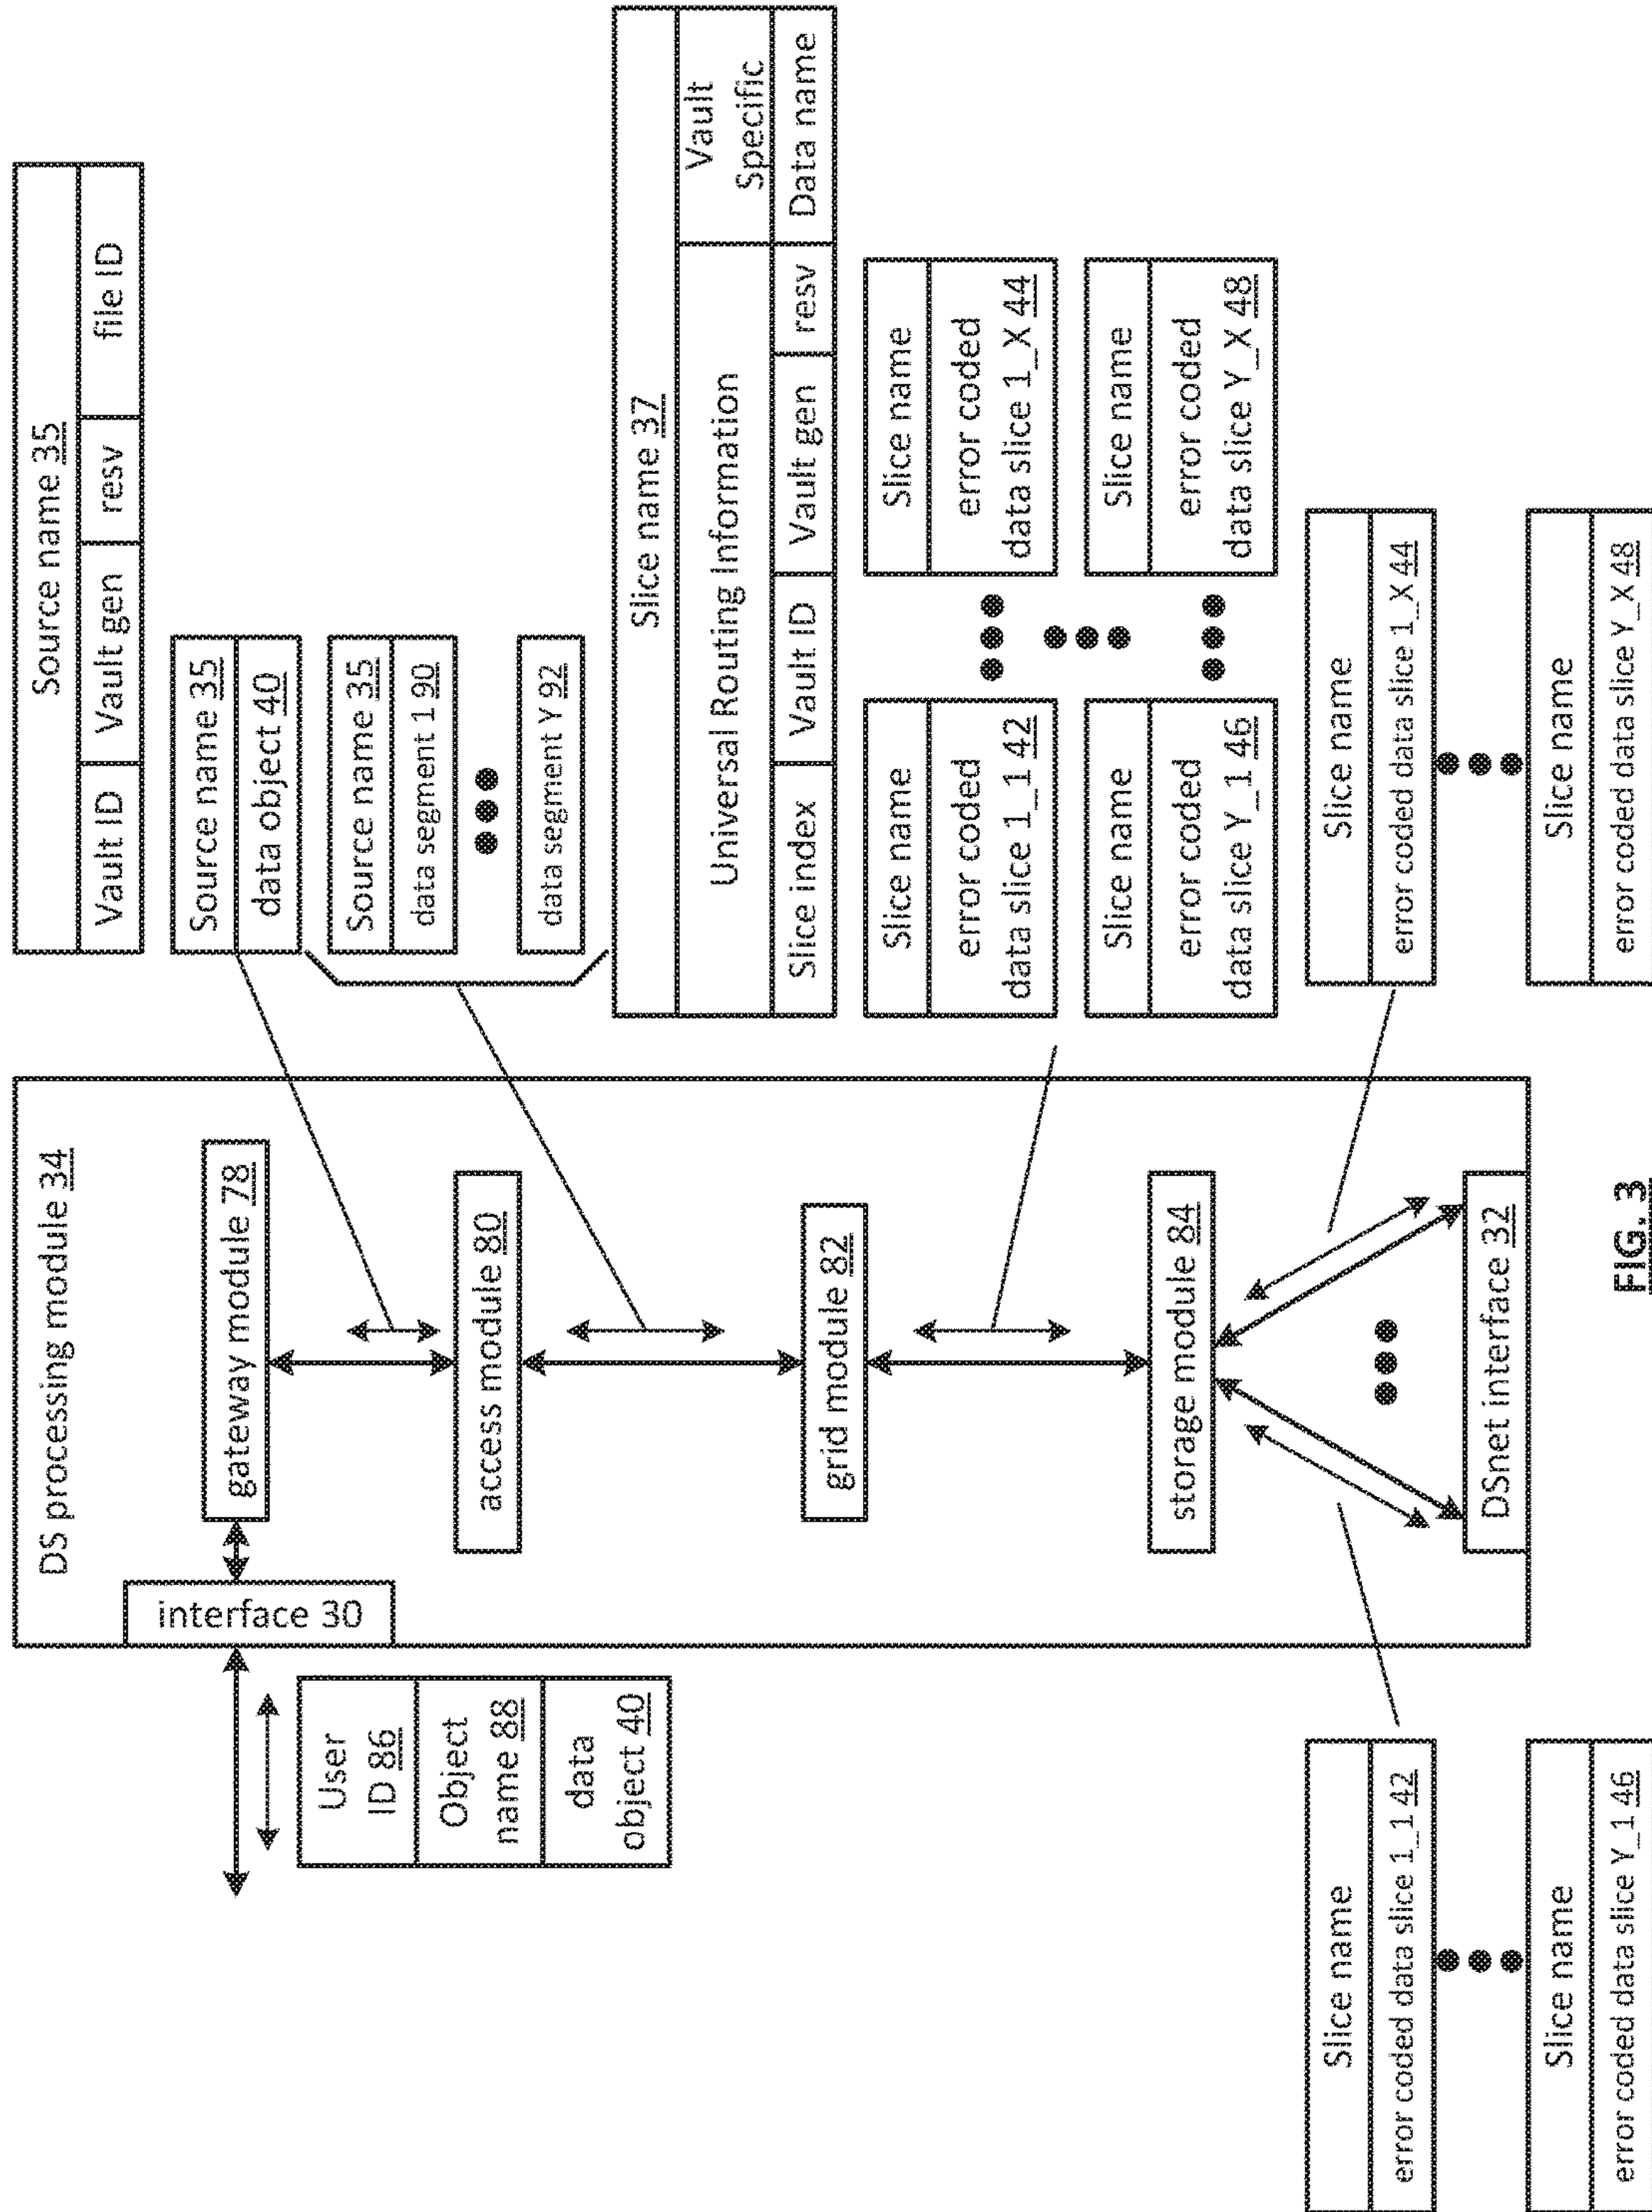 DS processing module 34
interface 30
gateway module 78
access module 80
grid module 82
storage module 84
DSnet interface 32
User
ID 86
Object
name 88
data
object 40
Source name 35
Vault ID
Vault gen
resv
file ID
Source name 35
data object 40
Source name 35
data segment 1 90
data segment Y 92
Slice name 37
Universal Routing Information
Vault
Specific
Slice index
Vault ID
Vault gen
resv
Data name
Slice name
error coded
data slice 1_1 42
Slice name
error coded
data slice 1_X 44
Slice name
error coded
data slice Y_1 46
Slice name
error coded
data slice Y_X 48
Slice name
error coded data slice 1_1 42
Slice name
error coded data slice Y_1 46
Slice name
error coded data slice 1_X 44
Slice name
error coded data slice Y_X 48
FIG. 3